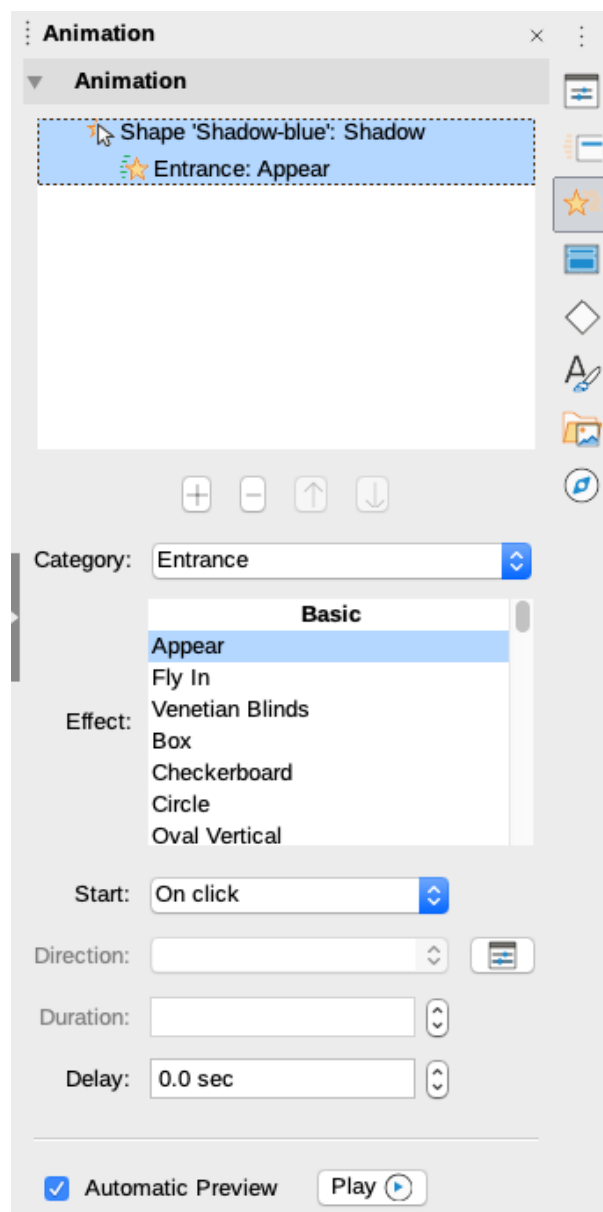 Animation
Animation
Shape 'Shadow-blue': Shadow
Entrance: Appear
Category: Entrance
Basic
Appear
Fly In
Venetian Blinds
Effect:
Box
Checkerboard
Circle
Oval Vertical
Start: On click
Direction:
Duration:
Delay: 0.0 sec
Automatic Preview Play